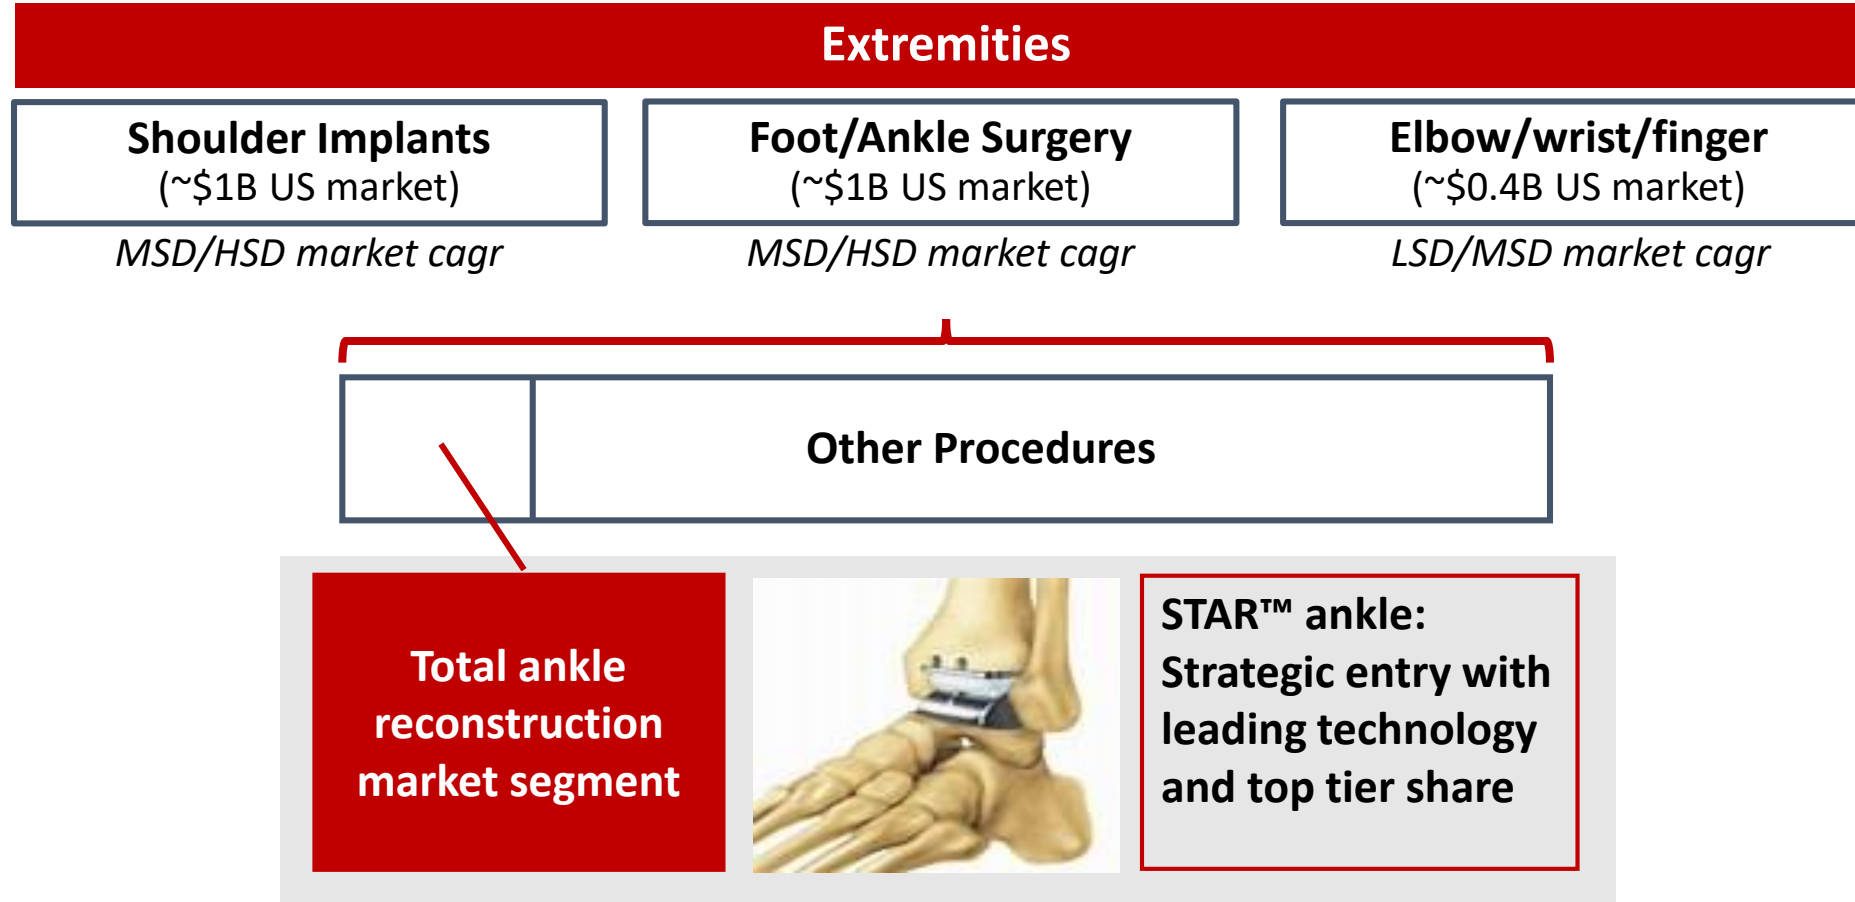 Extremities
Shoulder Implants
(~$1B US market)
MSD/HSD market cagr
Foot/Ankle Surgery
(~$1B US market)
MSD/HSD market cagr
Elbow/wrist/finger
(~$0.4B US market)
LSD/MSD market cagr
Other Procedures
Total ankle
reconstruction
market segment
STAR™ ankle:
Strategic entry with
leading technology
and top tier share